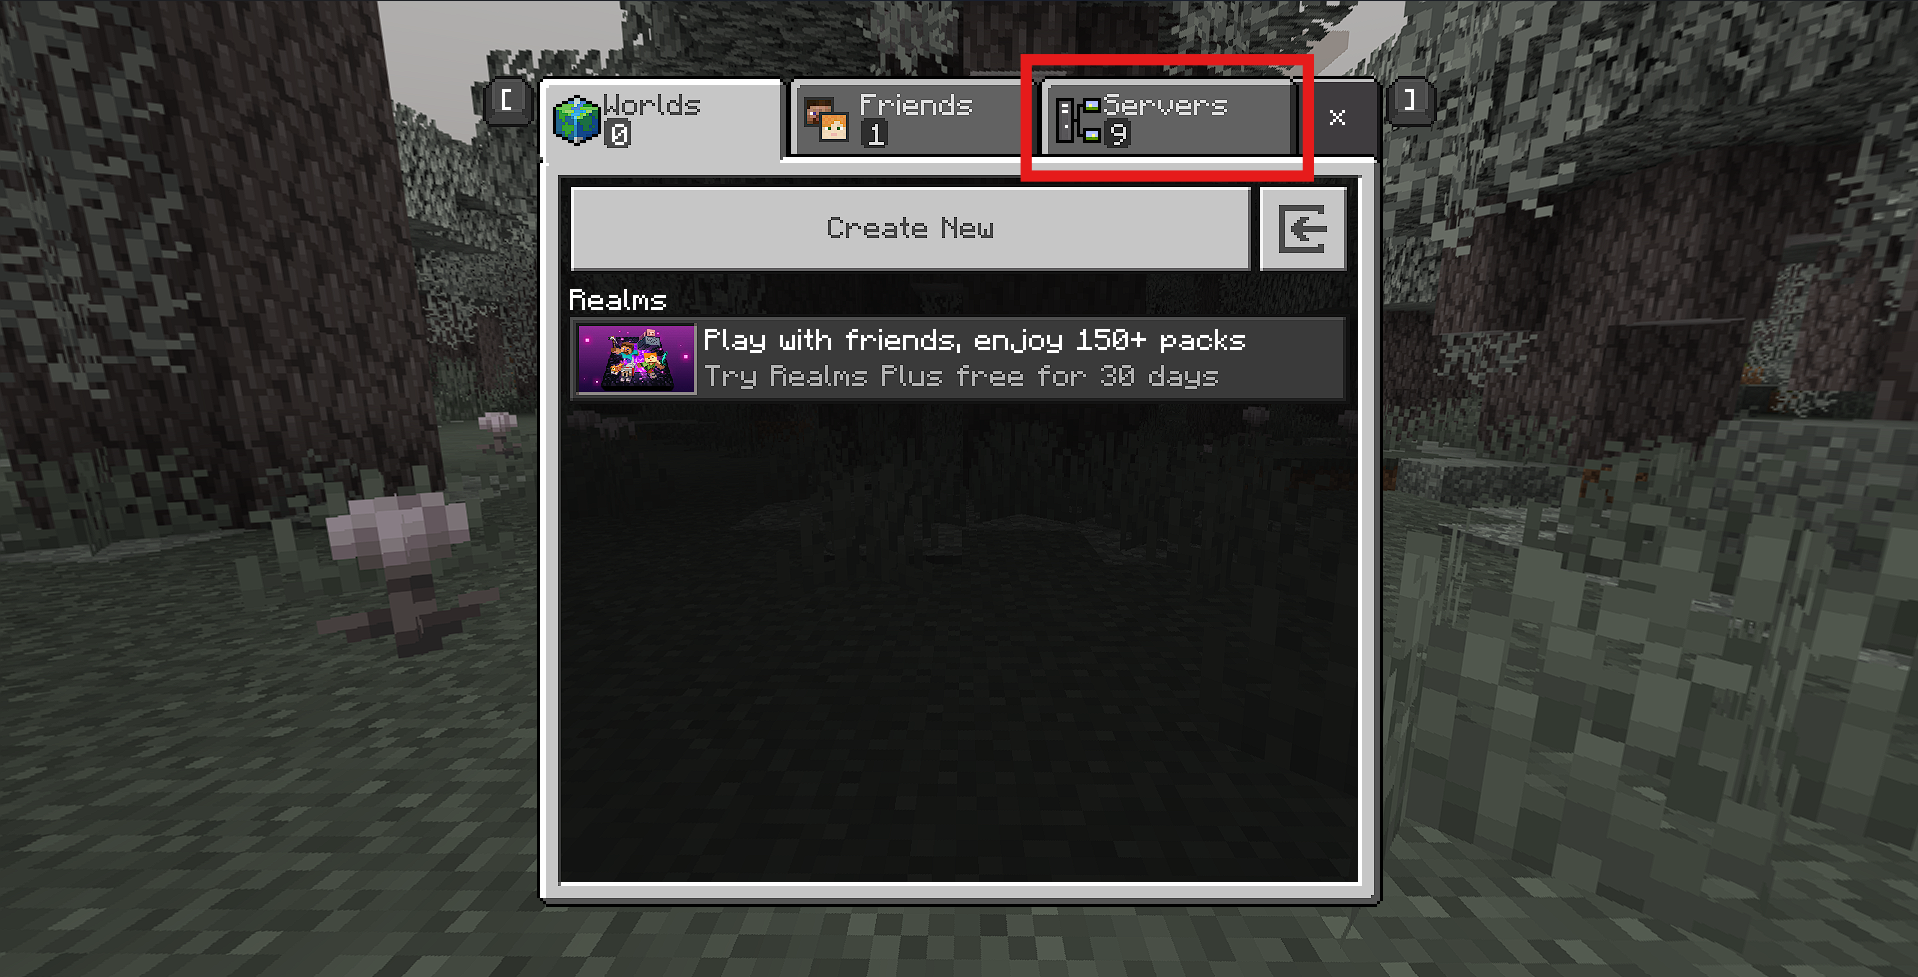 [
Worlds
0
Friends
1
Servers
9
×
]
Create New
Realms
Play with friends, enjoy 150+ packs
Try Realms Plus free for 30 days